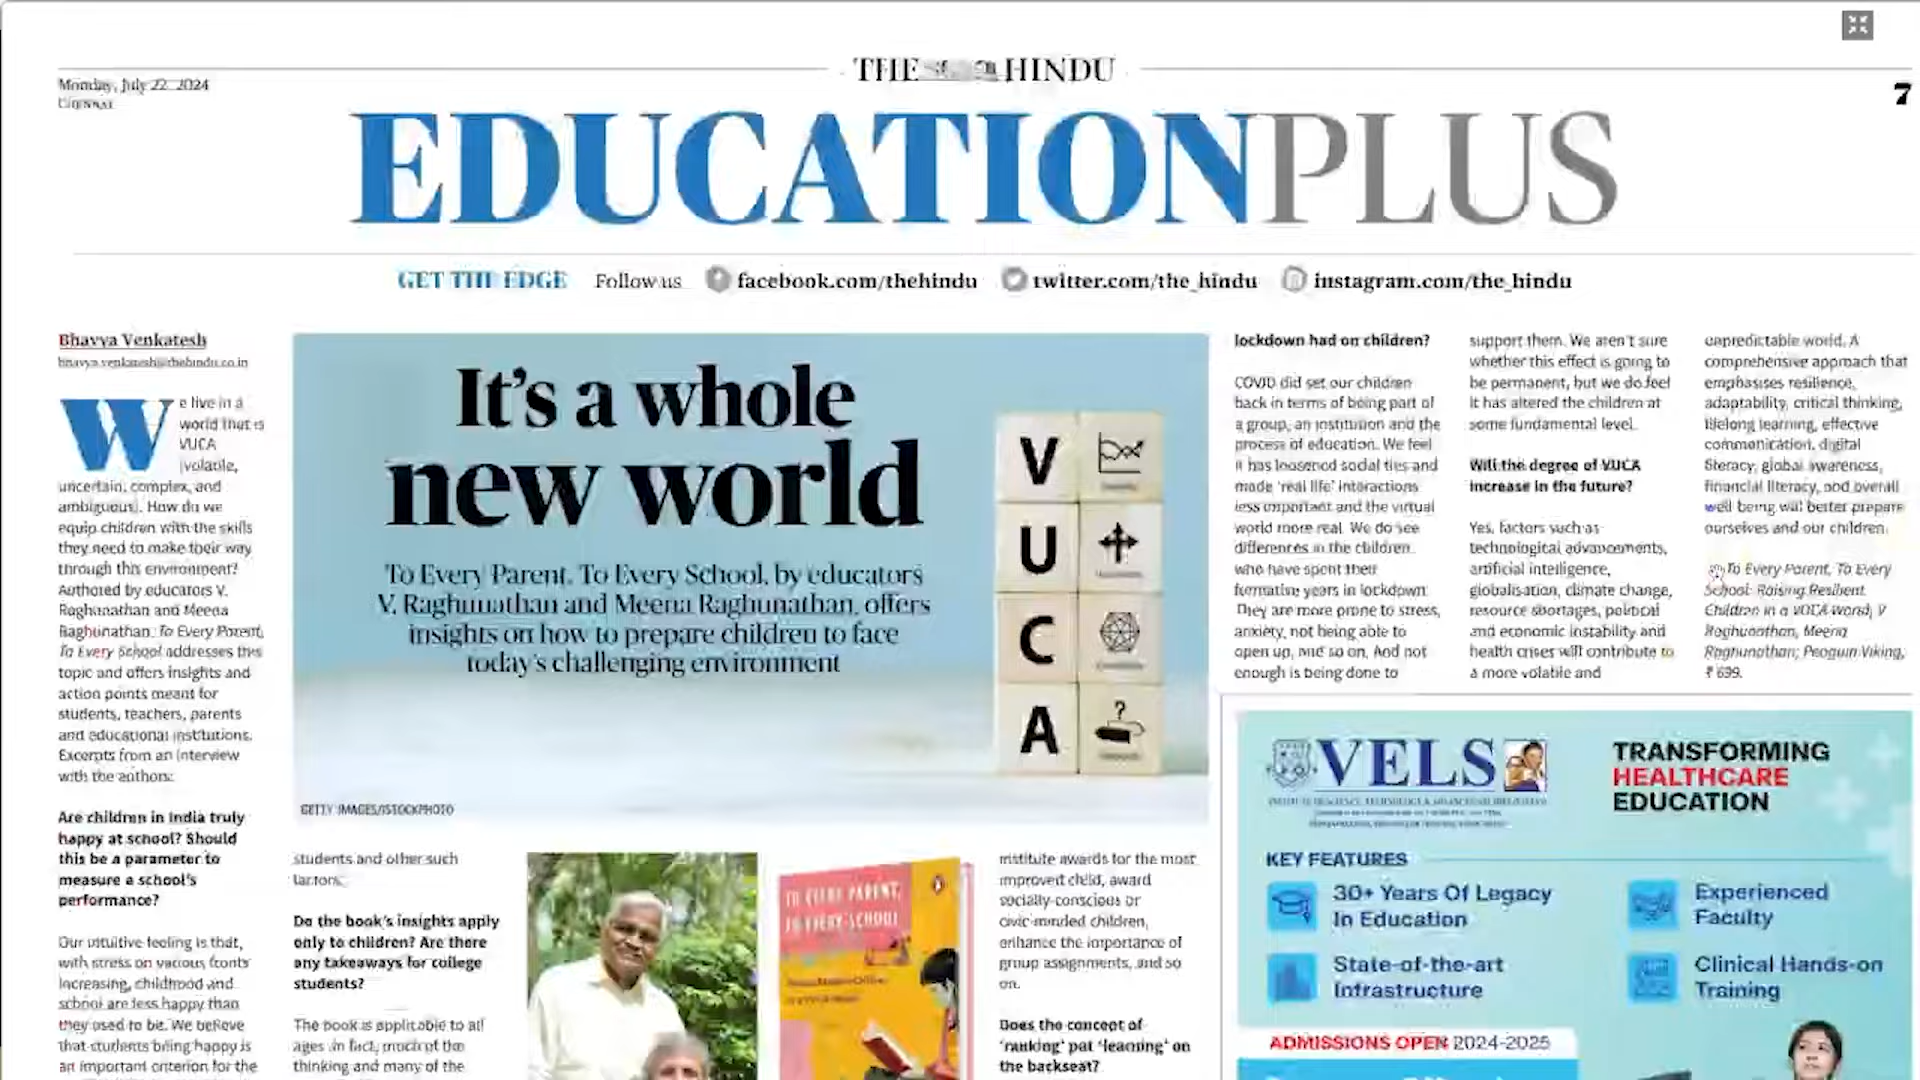 THE HINDU
Monday, July 22, 2024
CHENNAI
7
EDUCATIONPLUS
GET THE EDGE Follow us facebook.com/thehindu twitter.com/the_hindu instagram.com/the_hindu
Bhavya Venkatesh
bhavya.venkatesh@thehindu.co.in
We live in a
world that is
VUCA
(volatile,
uncertain, complex, and
ambiguous). How do we
equip children with the skills
they need to make their way
through this environment?
Authored by educators V.
Raghunathan and Meena
Raghunathan, To Every Parent,
To Every School addresses this
topic and offers insights and
action points meant for
students, teachers, parents
and educational institutions.
Excerpts from an interview
with the authors:
Are children in India truly
happy at school? Should
this be a parameter to
measure a school's
performance?
Our intuitive feeling is that,
with stress on various fronts
increasing, childhood and
school are less happy than
they used to be. We believe
that students being happy is
an important criterion for the
It's a whole
new world
To Every Parent, To Every School, by educators
V. Raghunathan and Meena Raghunathan, offers
insights on how to prepare children to face
today's challenging environment
V
U
C
A
GETTY IMAGES/ISTOCKPHOTO
students and other such
factors.
Do the book's insights apply
only to children? Are there
any takeaways for college
students?
The book is applicable to all
ages. In fact, much of the
thinking and many of the
TO EVERY PARENT,
TO EVERY SCHOOL
institute awards for the most
improved child, award
socially-conscious or
civic-minded children,
enhance the importance of
group assignments, and so
on.
Does the concept of
'ranking' put 'learning' on
the backseat?
lockdown had on children?
COVID did set our children
back in terms of being part of
a group, an institution and the
process of education. We feel
it has loosened social ties and
made 'real life' interactions
less important and the virtual
world more real. We do see
differences in the children
who have spent their
formative years in lockdown.
They are more prone to stress,
anxiety, not being able to
open up, and so on. And not
enough is being done to
support them. We aren't sure
whether this effect is going to
be permanent, but we do feel
it has altered the children at
some fundamental level.
Will the degree of VUCA
increase in the future?
Yes, factors such as
technological advancements,
artificial intelligence,
globalisation, climate change,
resource shortages, political
and economic instability and
health crises will contribute to
a more volatile and
unpredictable world. A
comprehensive approach that
emphasises resilience,
adaptability, critical thinking,
lifelong learning, effective
communication, digital
literacy, global awareness,
financial literacy, and overall
well being will better prepare
ourselves and our children.
To Every Parent, To Every
School: Raising Resilient
Children in a VUCA World; V
Raghunathan, Meena
Raghunathan; Penguin Viking,
₹ 699.
VELS
TRANSFORMING
HEALTHCARE
EDUCATION
KEY FEATURES
30+ Years Of Legacy
In Education
Experienced
Faculty
State-of-the-art
Infrastructure
Clinical Hands-on
Training
ADMISSIONS OPEN 2024-2025